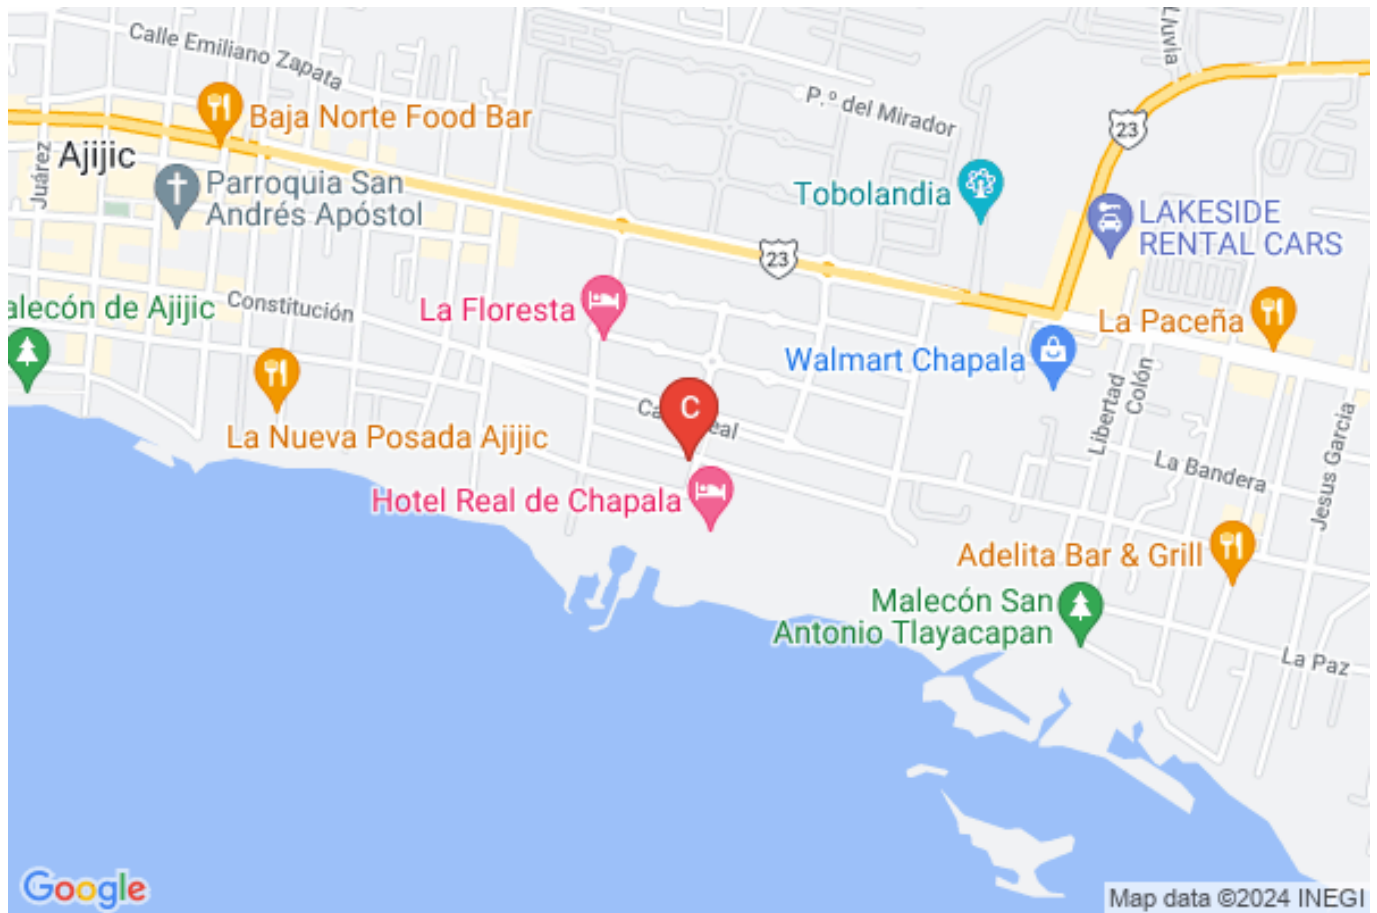 Calle Emiliano Zapata
Lluvia
P.º del Mirador
Baja Norte Food Bar
23
Ajijic
Juárez
Parroquia San
Andrés Apóstol
Tobolandia
LAKESIDE
RENTAL CARS
23
alecón de Ajijic
Constitución
La Floresta
La Paceña
Walmart Chapala
Libertad
Colón
C
La Nueva Posada Ajijic
Jesus Garcia
La Bandera
Hotel Real de Chapala
Adelita Bar & Grill
Malecón San
Antonio Tlayacapan
La Paz
Google
Map data ©2024 INEGI